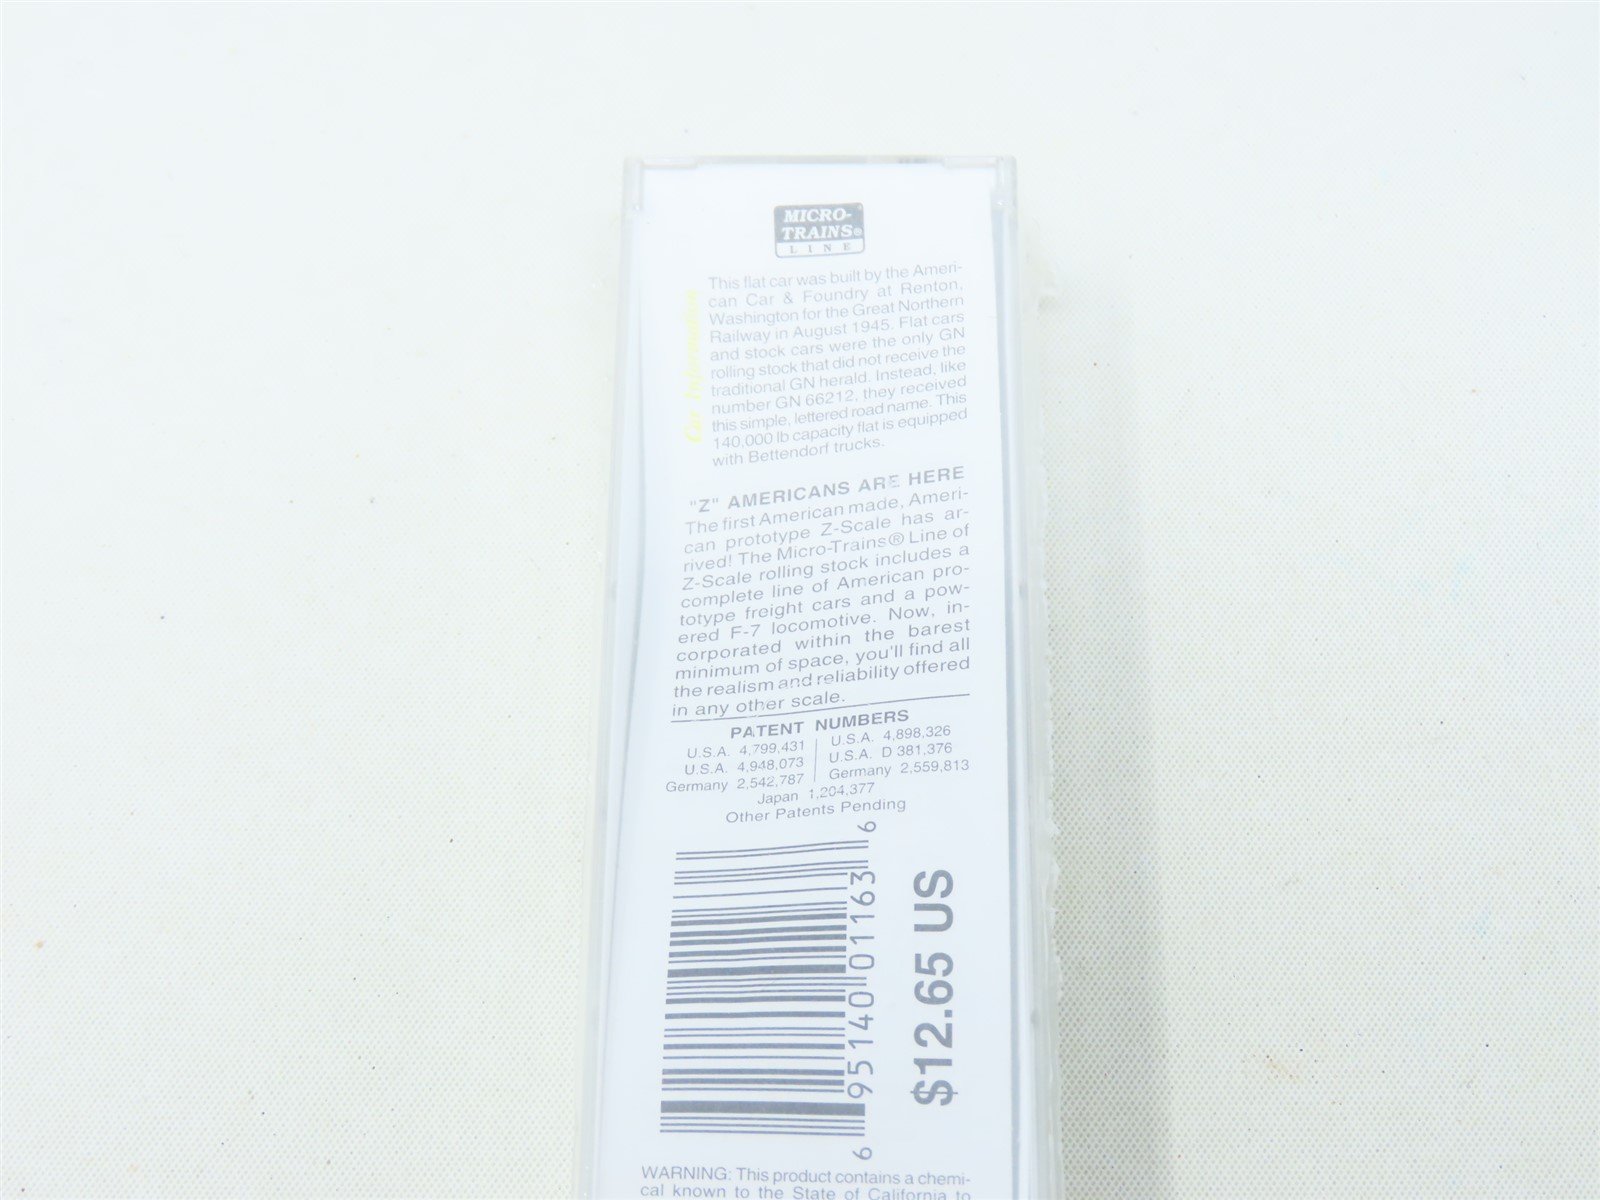 MICRO-
TRAINS®
LINE
Car Information
This flat car was built by the Ameri-
can Car & Foundry at Renton,
Washington for the Great Northern
Railway in August 1945. Flat cars
and stock cars were the only GN
rolling stock that did not receive the
traditional GN herald. Instead, like
number GN 66212, they received
this simple, lettered road name. This
140,000 lb capacity flat is equipped
with Bettendorf trucks.
"Z" AMERICANS ARE HERE
The first American made, Ameri-
can prototype Z-Scale has ar-
rived! The Micro-Trains® Line of
Z-Scale rolling stock includes a
complete line of American pro-
totype freight cars and a pow-
ered F-7 locomotive. Now, in-
corporated within the barest
minimum of space, you'll find all
the realism and reliability offered
in any other scale.
PATENT NUMBERS
U.S.A. 4,799,431 U.S.A. 4,898,326
U.S.A. 4,948,073 U.S.A. D 381,376
Germany 2,542,787 Germany 2,559,813
Japan 1,204,377
Other Patents Pending
6 95140 01163 6
$12.65 US
WARNING: This product contains a chemi-
cal known to the State of California to